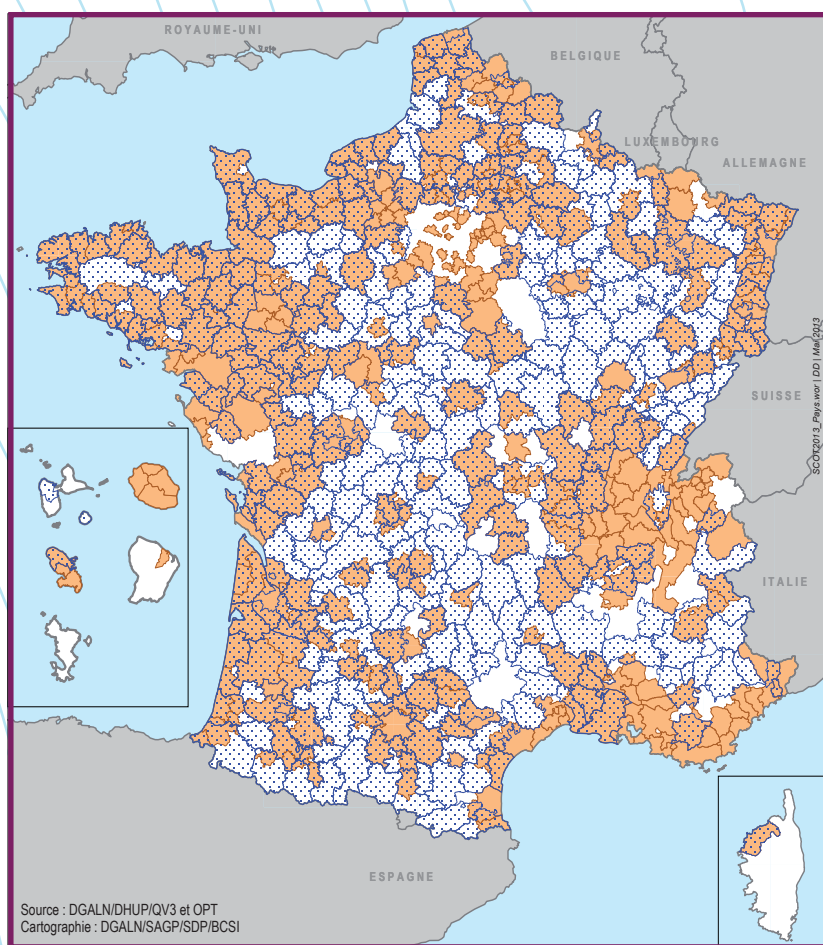 ROYAUME-UNI
BELGIQUE
LUXEMBOURG
ALLEMAGNE
SCOT2013_Pays.wor | DD | Mai 2013
SUISSE
ITALIE
ESPAGNE
Source : DGALN/DHUP/QV3 et OPT
Cartographie : DGALN/SAGP/SDP/BCSI